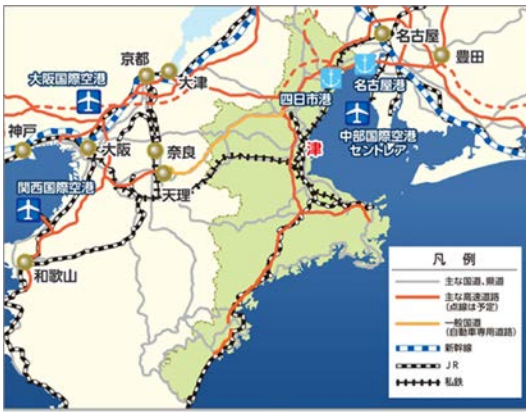 名古屋
京都
大津
豊田
大阪国際空港
四日市港
名古屋港
神戸
大阪
奈良
津
中部国際空港
セントレア
天理
関西国際空港
和歌山
凡 例
主な国道、県道
主な高速道路
(点線は予定)
一般国道
(自動車専用道路)
新幹線
JR
私鉄